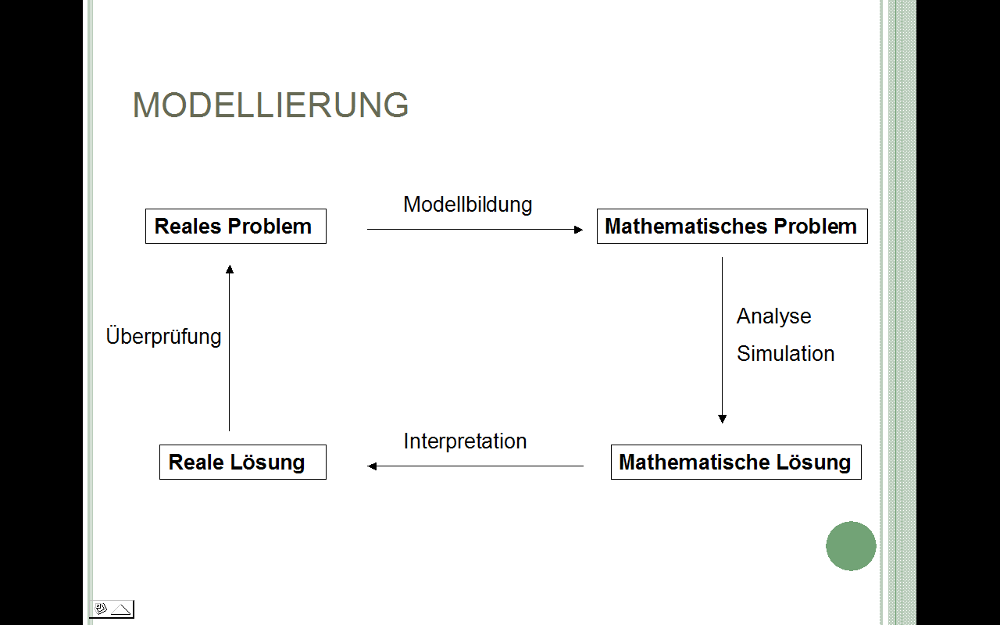 MODELLIERUNG
Modellbildung
Reales Problem
Mathematisches Problem
Analyse
Überprüfung
Simulation
Interpretation
Reale Lösung
Mathematische Lösung